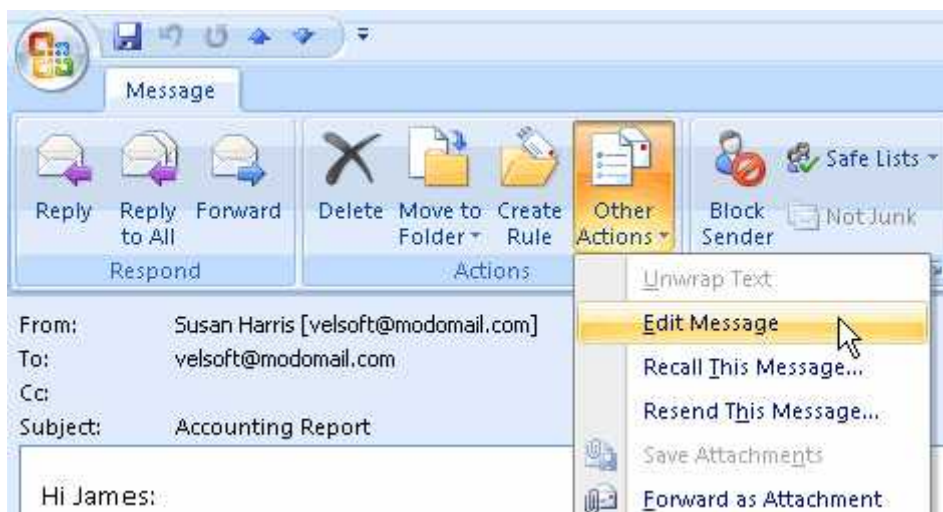 Message
Reply
Reply to All
Forward
Delete
Move to Folder
Create Rule
Other Actions
Block Sender
Safe Lists
Not Junk
Respond
Actions
Unwrap Text
Edit Message
Recall This Message...
Resend This Message...
Save Attachments
Forward as Attachment
From: Susan Harris [velsoft@modomail.com]
To: velsoft@modomail.com
Cc:
Subject: Accounting Report
Hi James: